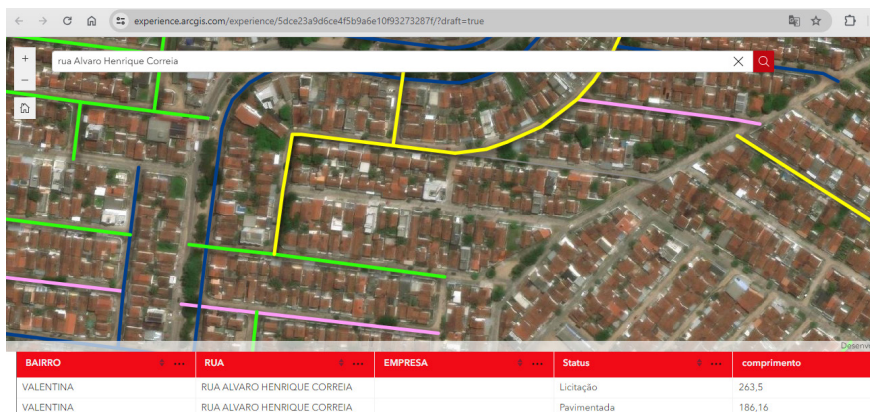 experience.arcgis.com/experience/5dce23a9d6ce4f5b9a6e10f93273287f/?draft=true
rua Alvaro Henrique Correia
Desenv
BAIRRO RUA EMPRESA Status comprimento
VALENTINA RUA ALVARO HENRIQUE CORREIA Licitação 263,5
VALENTINA RUA ALVARO HENRIQUE CORREIA Pavimentada 186,16